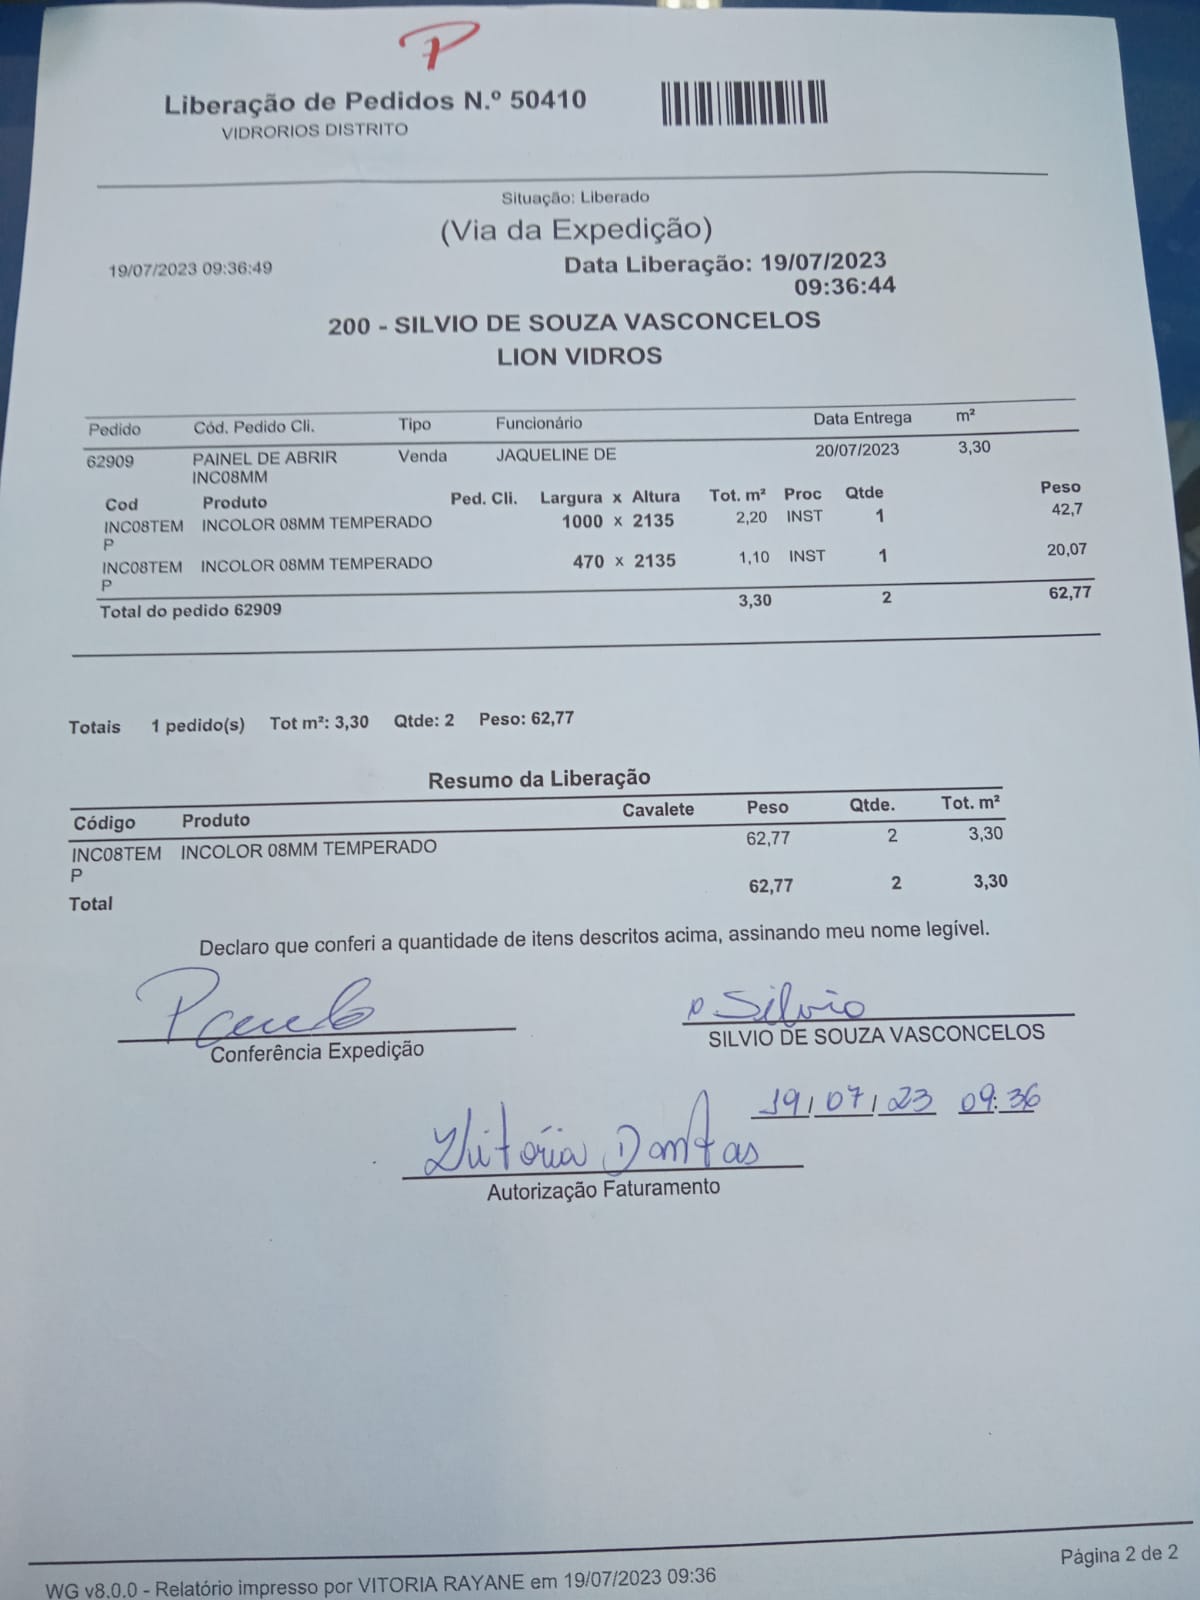 P
Liberação de Pedidos N.º 50410
VIDRORIOS DISTRITO
Situação: Liberado
(Via da Expedição)
19/07/2023 09:36:49 Data Liberação: 19/07/2023
09:36:44
200 - SILVIO DE SOUZA VASCONCELOS
LION VIDROS
Pedido Cód. Pedido Cli. Tipo Funcionário Data Entrega m²
62909 PAINEL DE ABRIR Venda JAQUELINE DE 20/07/2023 3,30
INC08MM
Cod Produto Ped. Cli. Largura x Altura Tot. m² Proc Qtde Peso
INC08TEM INCOLOR 08MM TEMPERADO 1000 x 2135 2,20 INST 1 42,7
P
INC08TEM INCOLOR 08MM TEMPERADO 470 x 2135 1,10 INST 1 20,07
P
Total do pedido 62909 3,30 2 62,77
Totais 1 pedido(s) Tot m²: 3,30 Qtde: 2 Peso: 62,77
Resumo da Liberação
Código Produto Cavalete Peso Qtde. Tot. m²
INC08TEM INCOLOR 08MM TEMPERADO 62,77 2 3,30
P
Total 62,77 2 3,30
Declaro que conferi a quantidade de itens descritos acima, assinando meu nome legível.
Silvio
Conferência Expedição SILVIO DE SOUZA VASCONCELOS
19/07/23 09:36
Vitória Dantas
Autorização Faturamento
Página 2 de 2
WG v8.0.0 - Relatório impresso por VITORIA RAYANE em 19/07/2023 09:36